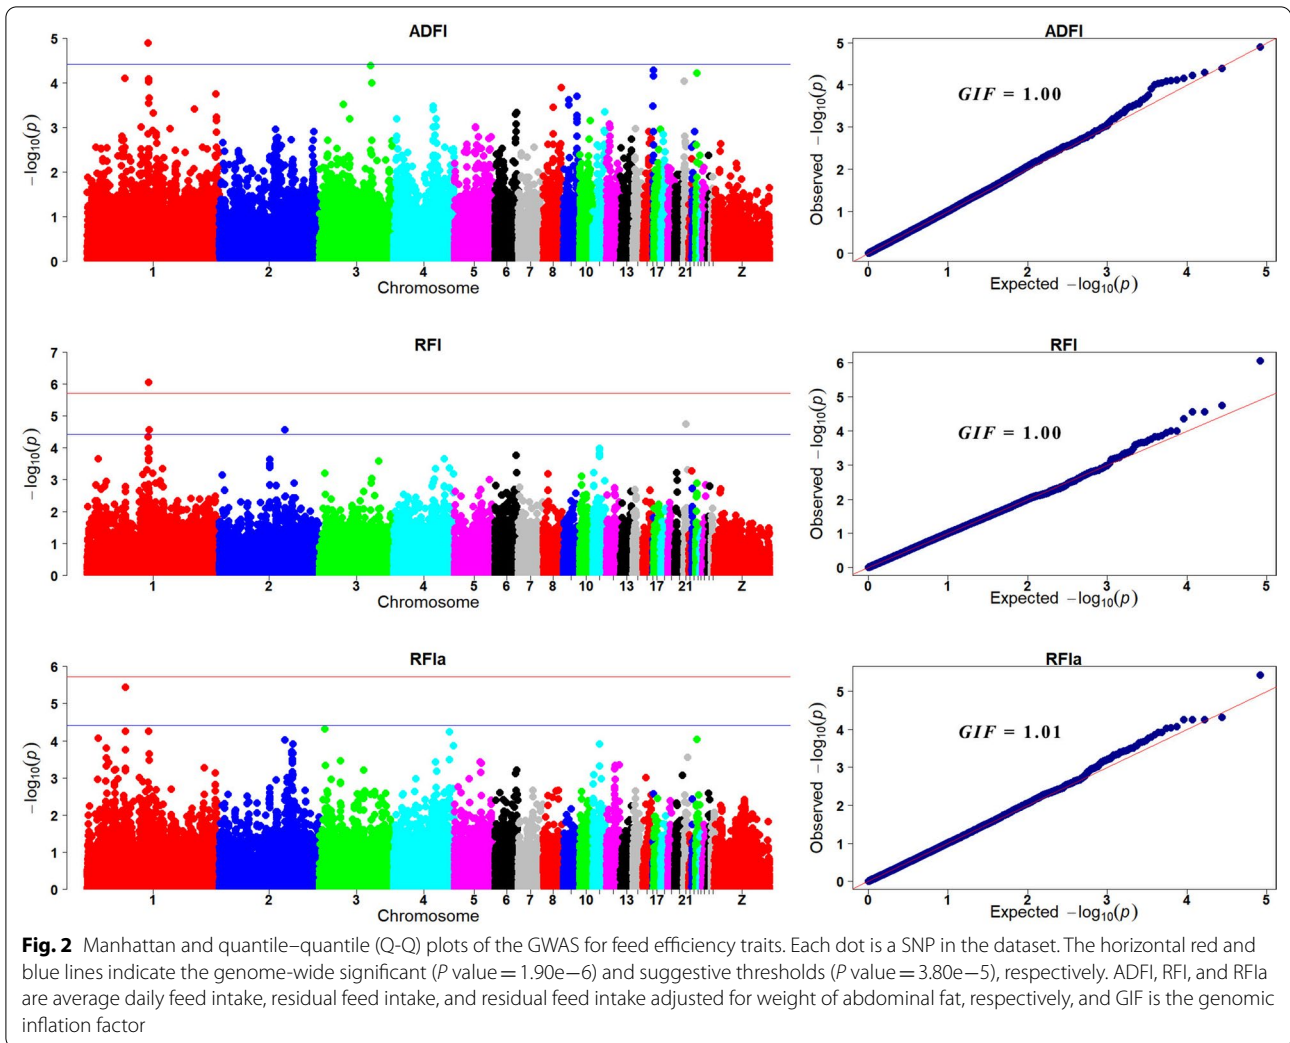 ADFI
5
4
3
2
1
0
−log10(p)
1 2 3 4 5 6 7 8 10 13 17 21 Z
Chromosome
ADFI
GIF = 1.00
5
4
3
2
1
0
Observed −log10(p)
0 1 2 3 4 5
Expected −log10(p)
RFI
7
6
5
4
3
2
1
0
−log10(p)
1 2 3 4 5 6 7 8 10 13 17 21 Z
Chromosome
RFI
GIF = 1.00
6
5
4
3
2
1
0
Observed −log10(p)
0 1 2 3 4 5
Expected −log10(p)
RFIa
6
5
4
3
2
1
0
−log10(p)
1 2 3 4 5 6 7 8 10 13 17 21 Z
Chromosome
RFIa
GIF = 1.01
5
4
3
2
1
0
Observed −log10(p)
0 1 2 3 4 5
Expected −log10(p)
Fig. 2 Manhattan and quantile–quantile (Q-Q) plots of the GWAS for feed efficiency traits. Each dot is a SNP in the dataset. The horizontal red and
blue lines indicate the genome-wide significant (P value = 1.90e−6) and suggestive thresholds (P value = 3.80e−5), respectively. ADFI, RFI, and RFIa
are average daily feed intake, residual feed intake, and residual feed intake adjusted for weight of abdominal fat, respectively, and GIF is the genomic
inflation factor